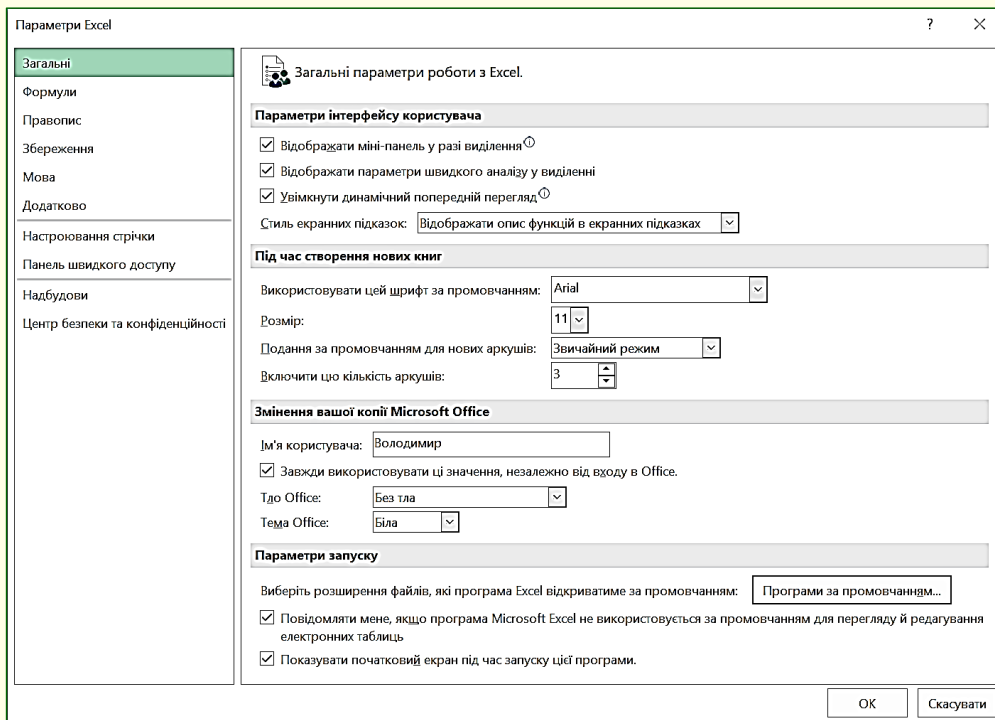 Параметри Excel ? ×
Загальні
Формули
Правопис
Збереження
Мова
Додатково
Настроювання стрічки
Панель швидкого доступу
Надбудови
Центр безпеки та конфіденційності
Загальні параметри роботи з Excel.
Параметри інтерфейсу користувача
Відображати міні-панель у разі виділення
Відображати параметри швидкого аналізу у виділенні
Увімкнути динамічний попередній перегляд
Стиль екранних підказок: Відображати опис функцій в екранних підказках
Під час створення нових книг
Використовувати цей шрифт за промовчанням: Arial
Розмір: 11
Подання за промовчанням для нових аркушів: Звичайний режим
Включити цю кількість аркушів: 3
Змінення вашої копії Microsoft Office
Ім'я користувача: Володимир
Завжди використовувати ці значення, незалежно від входу в Office.
Тло Office: Без тла
Тема Office: Біла
Параметри запуску
Виберіть розширення файлів, які програма Excel відкриватиме за промовчанням: Програми за промовчанням...
Повідомляти мене, якщо програма Microsoft Excel не використовується за промовчанням для перегляду й редагування
електронних таблиць
Показувати початковий екран під час запуску цієї програми.
ОК Скасувати